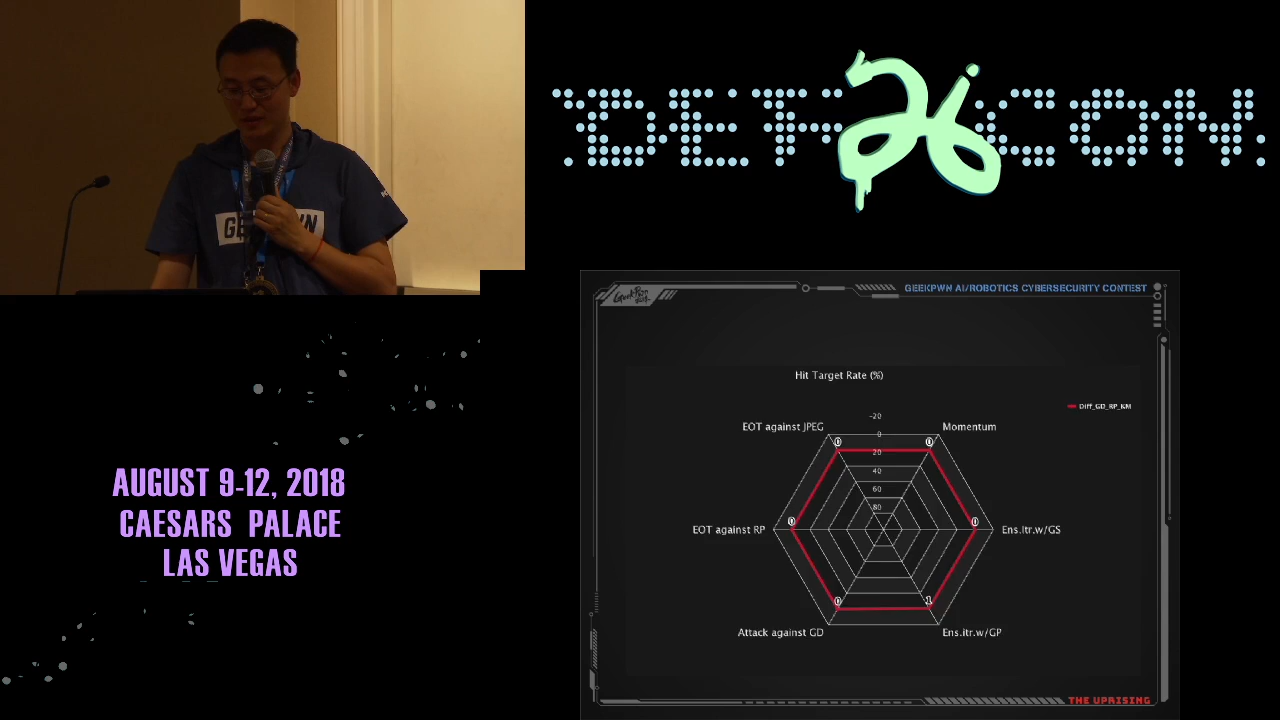 DEF CON
26
GEEKPWN
GEEKPWN AI/ROBOTICS CYBERSECURITY CONTEST
Hit Target Rate (%)
Diff_GD_RP_KM
-20
EOT against JPEG
Momentum
0
0
0
20
40
60
80
EOT against RP
0
0
Ens.Itr.w/GS
0
1
Attack against GD
Ens.itr.w/GP
AUGUST 9-12, 2018
CAESARS PALACE
LAS VEGAS
THE UPRISING